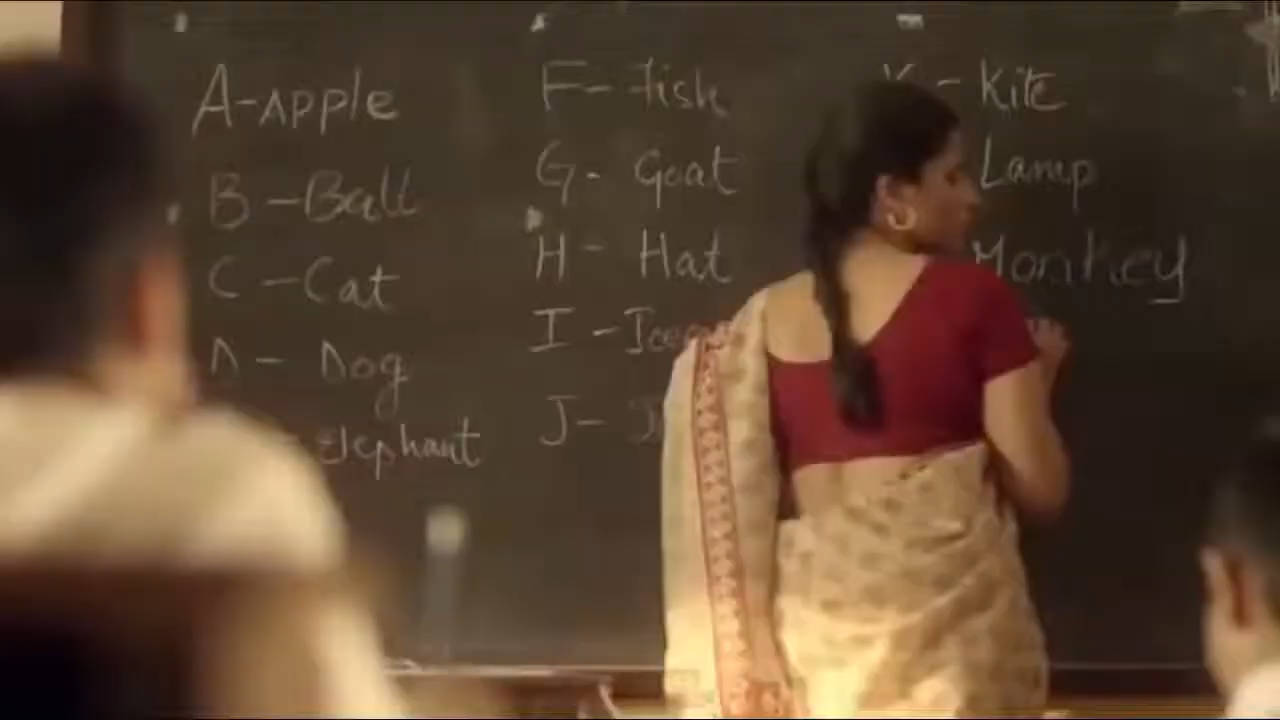 A-Apple
B-Ball
C-Cat
D-Dog
Elephant
F-Fish
G-Goat
H-Hat
I-
J-
-Kite
Lamp
Monkey